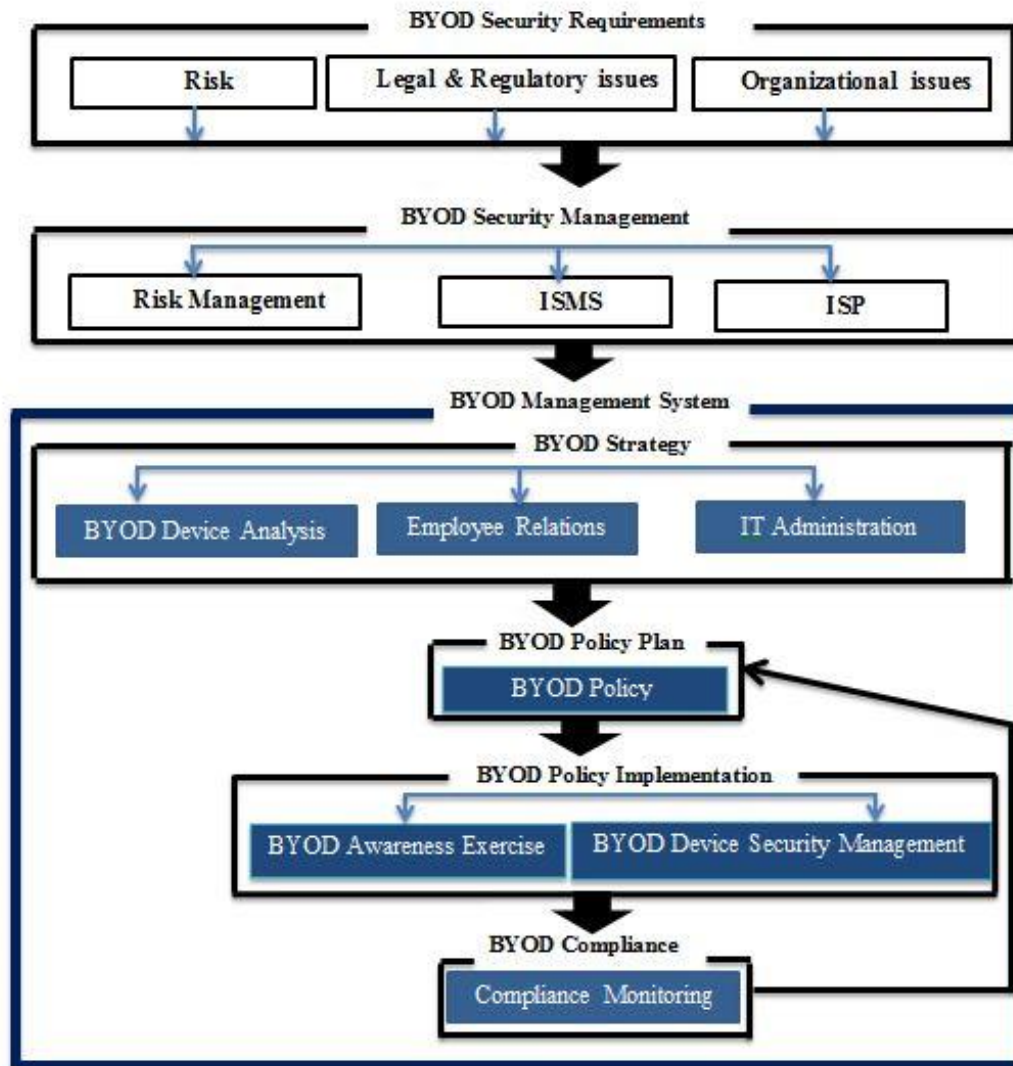 BYOD Security Requirements
Risk
Legal & Regulatory issues
Organizational issues
BYOD Security Management
Risk Management
ISMS
ISP
BYOD Management System
BYOD Strategy
BYOD Device Analysis
Employee Relations
IT Administration
BYOD Policy Plan
BYOD Policy
BYOD Policy Implementation
BYOD Awareness Exercise
BYOD Device Security Management
BYOD Compliance
Compliance Monitoring